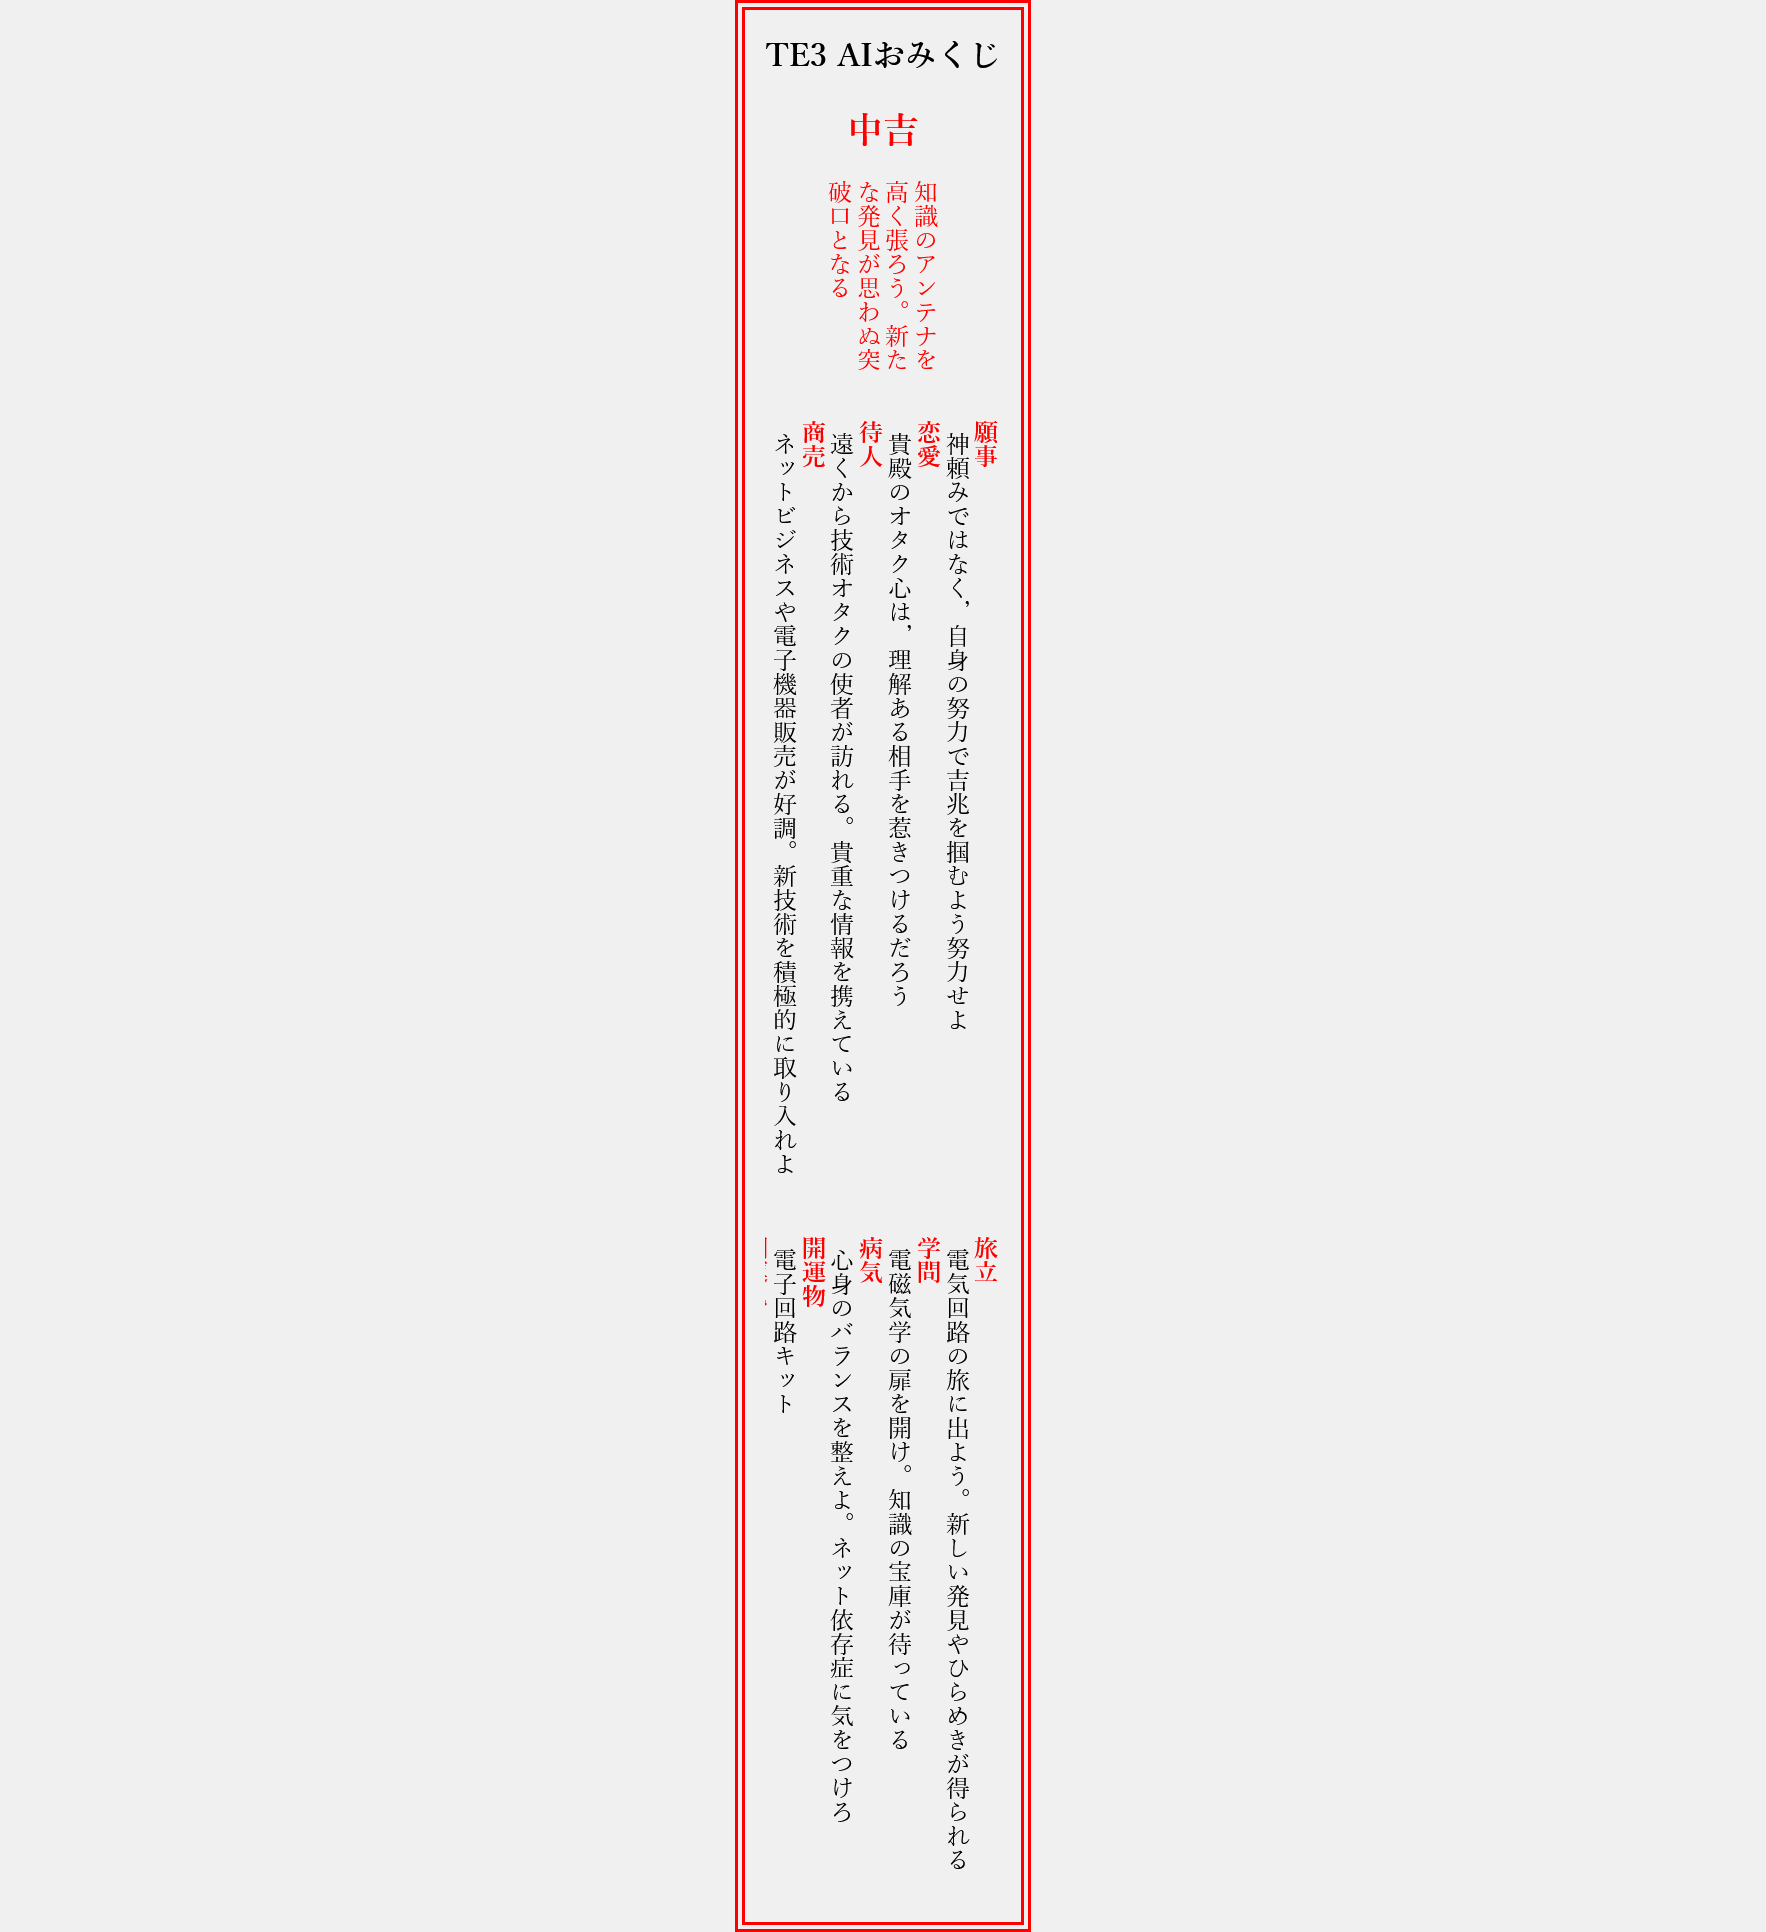 TE3 AIおみくじ
中吉
知識のアンテナを
高く張ろう。新た
な発見が思わぬ突
破口となる
願事
神頼みではなく，自身の努力で吉兆を掴むよう努力せよ
恋愛
貴殿のオタク心は，理解ある相手を惹きつけるだろう
待人
遠くから技術オタクの使者が訪れる。貴重な情報を携えている
商売
ネットビジネスや電子機器販売が好調。新技術を積極的に取り入れよ
旅立
電気回路の旅に出よう。新しい発見やひらめきが得られる
学問
電磁気学の扉を開け。知識の宝庫が待っている
病気
心身のバランスを整えよ。ネット依存症に気をつけろ
開運物
電子回路キット